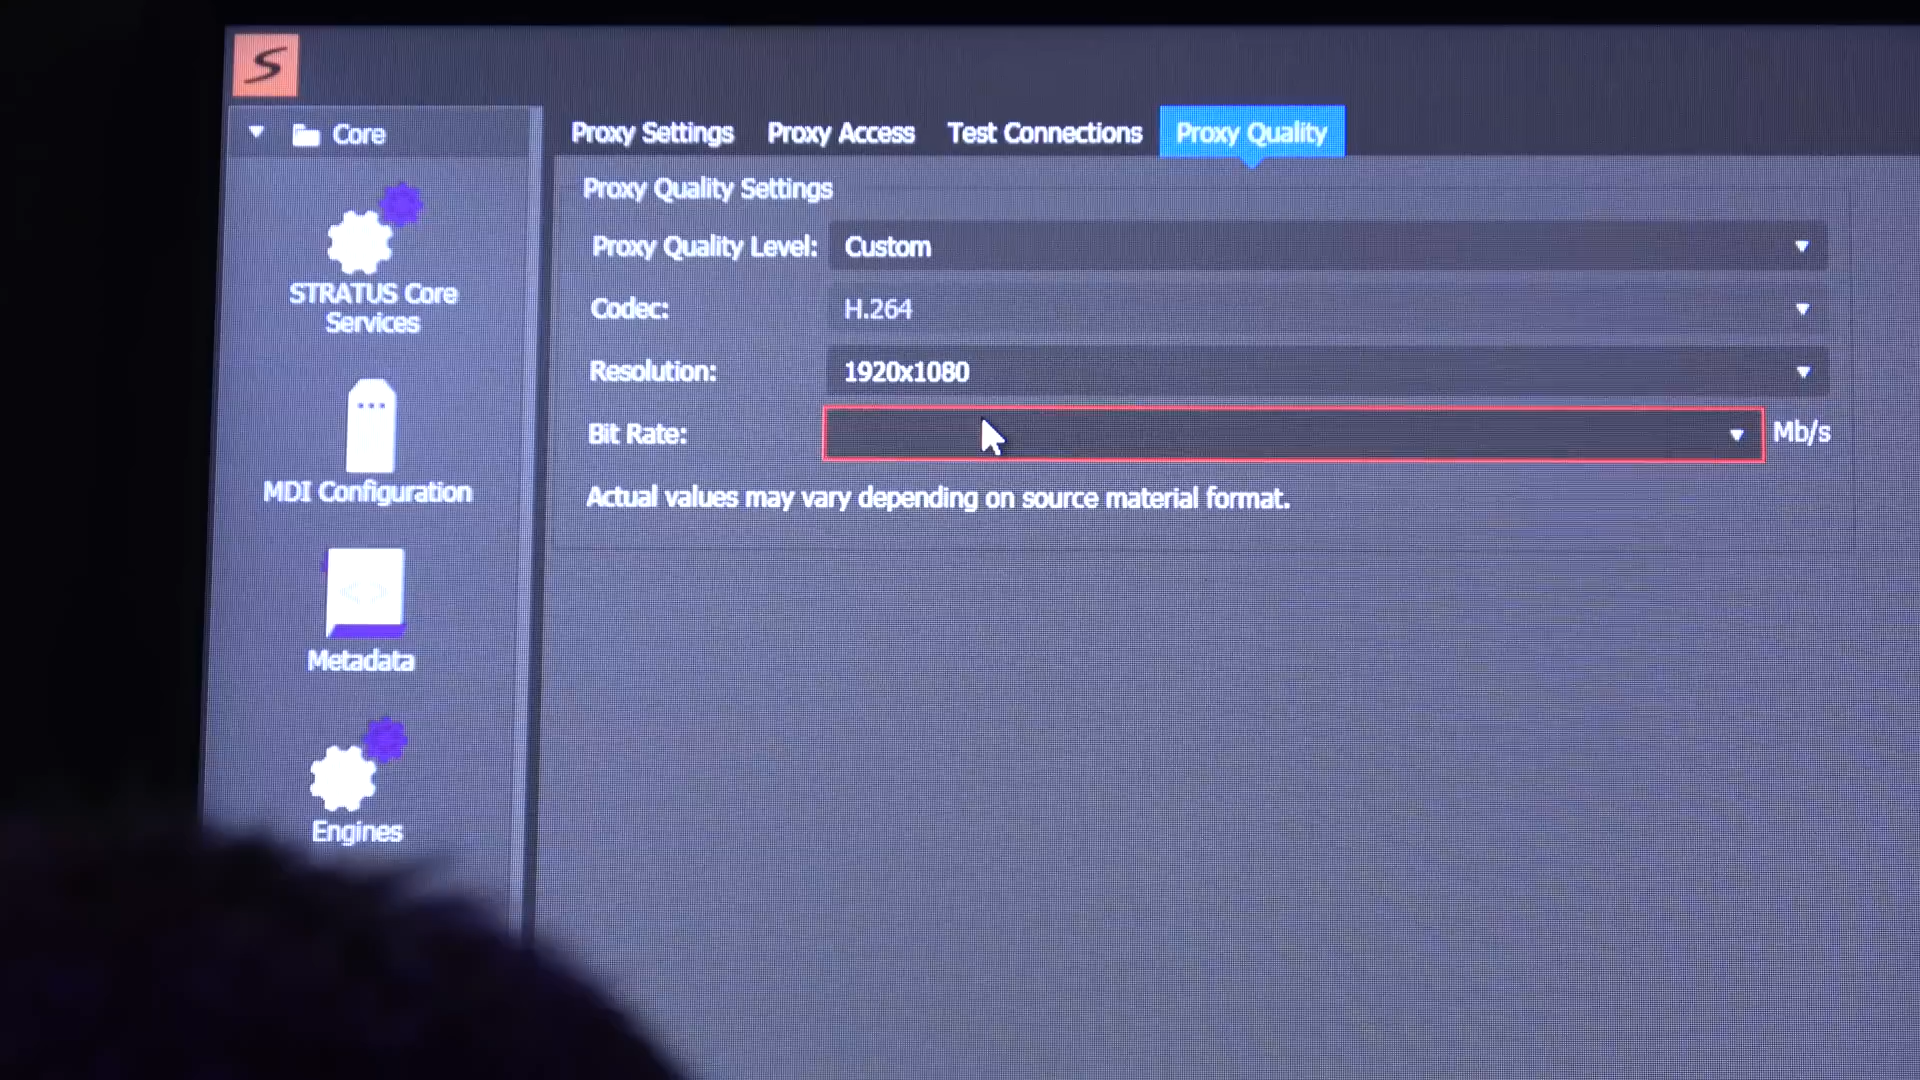 S
Core
Proxy Settings
Proxy Access
Test Connections
Proxy Quality
Proxy Quality Settings
Proxy Quality Level:
Custom
Codec:
H.264
Resolution:
1920x1080
Bit Rate:
Mb/s
Actual values may vary depending on source material format.
STRATUS Core
Services
MDI Configuration
Metadata
Engines